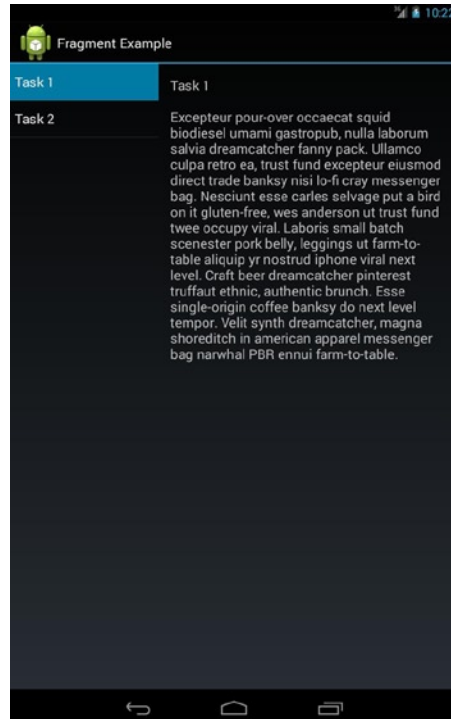 10:22
Fragment Example
Task 1
Task 2
Task 1
Excepteur pour-over occaecat squid
biodiesel umami gastropub, nulla laborum
salvia dreamcatcher fanny pack. Ullamco
culpa retro ea, trust fund excepteur eiusmod
direct trade banksy nisi lo-fi cray messenger
bag. Nesciunt esse carles selvage put a bird
on it gluten-free, wes anderson ut trust fund
twee occupy viral. Laboris small batch
scenester pork belly, leggings ut farm-to-
table aliquip yr nostrud iphone viral next
level. Craft beer dreamcatcher pinterest
truffaut ethnic, authentic brunch. Esse
single-origin coffee banksy do next level
tempor. Velit synth dreamcatcher, magna
shoreditch in american apparel messenger
bag narwhal PBR ennui farm-to-table.